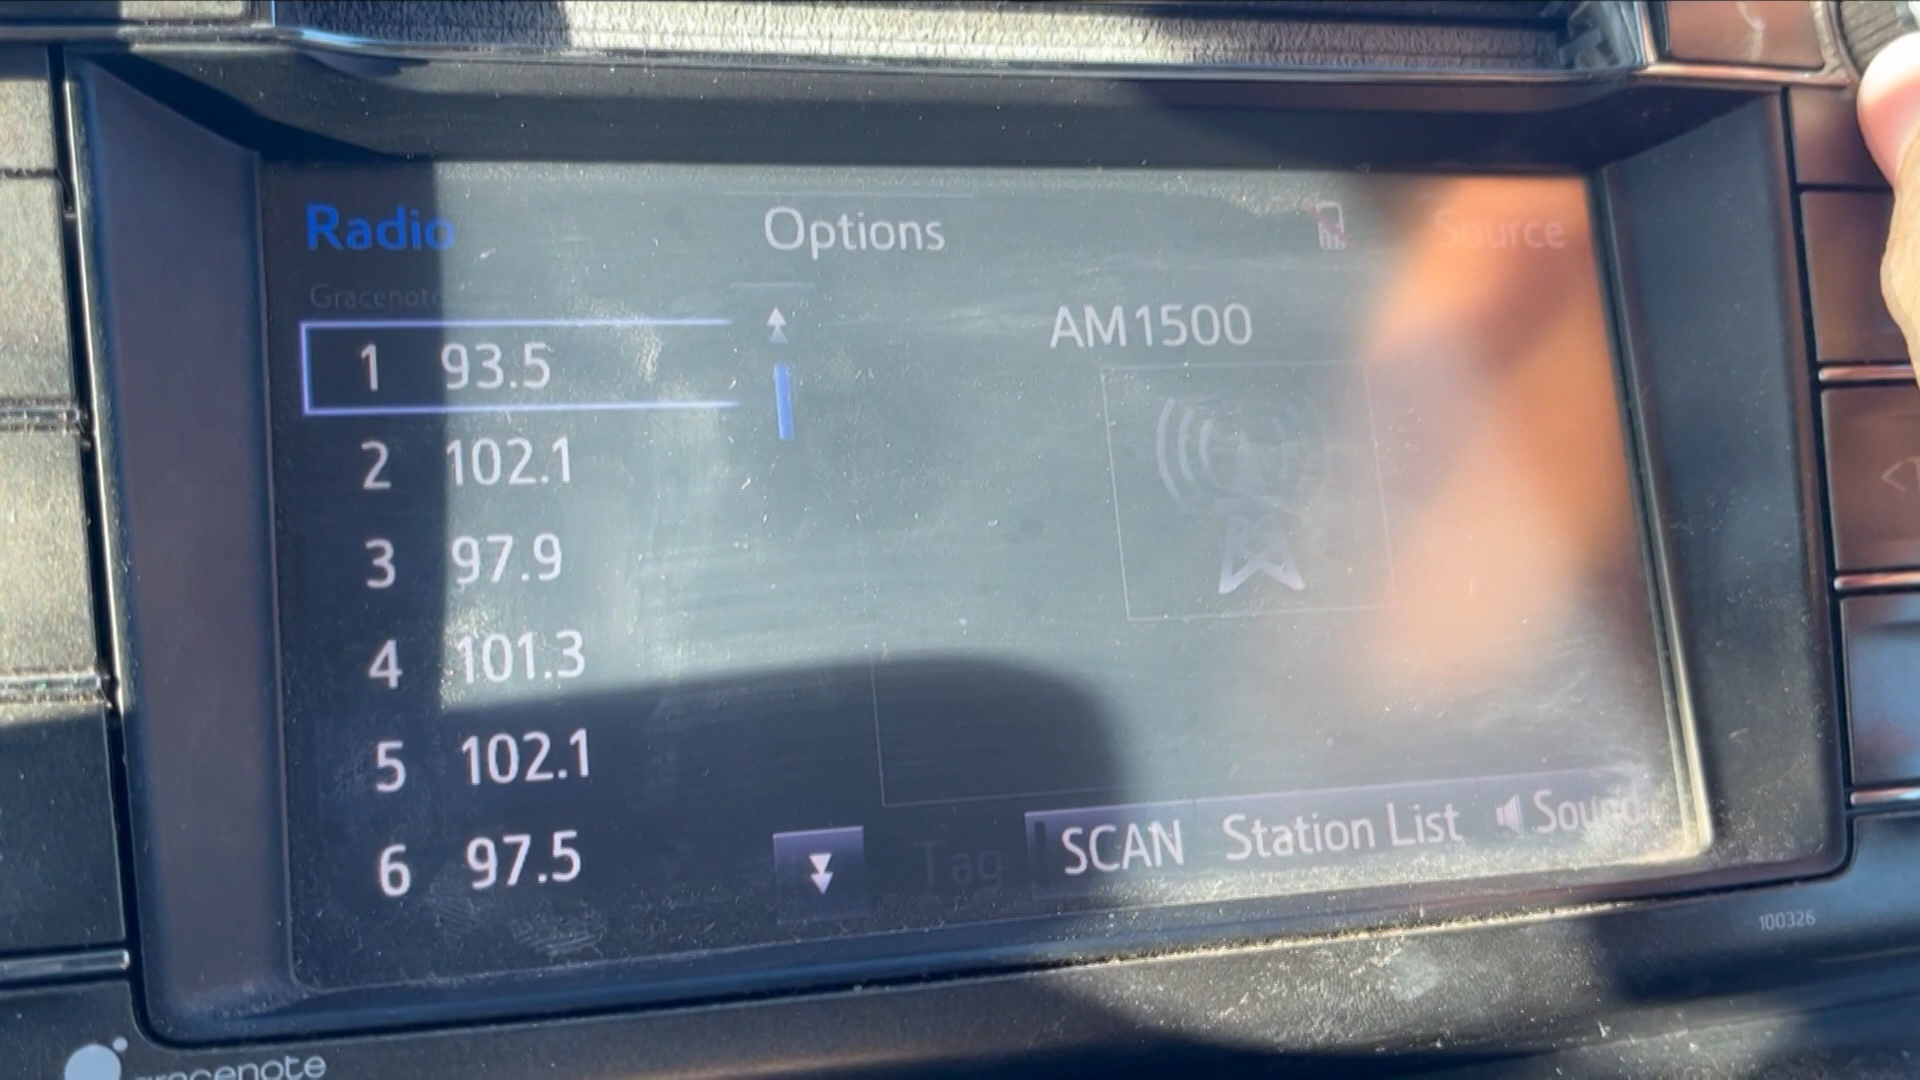 Radio Options Source
Gracenote
AM1500
1 93.5
2 102.1
3 97.9
4 101.3
5 102.1
6 97.5
Tag SCAN Station List Sound
100326
gracenote